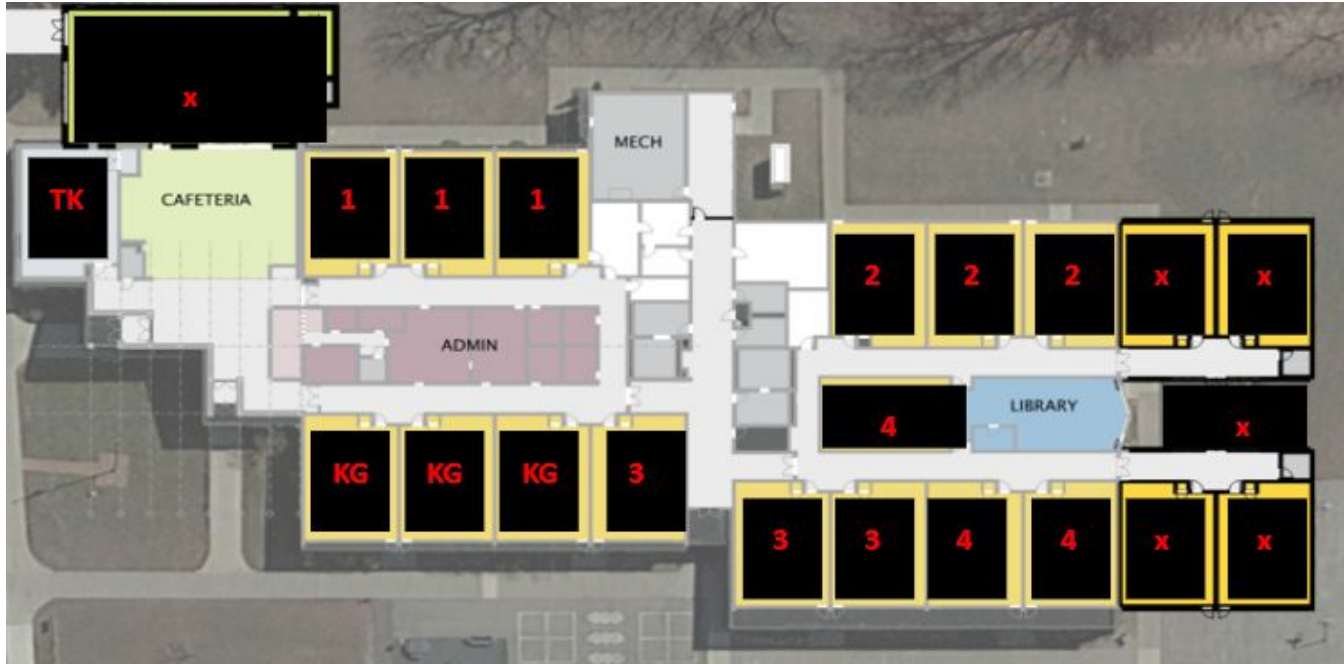 x
MECH
TK
CAFETERIA
1 1 1
2 2 2 x x
ADMIN
4
LIBRARY
x
KG KG KG 3
3 3 4 4 x x